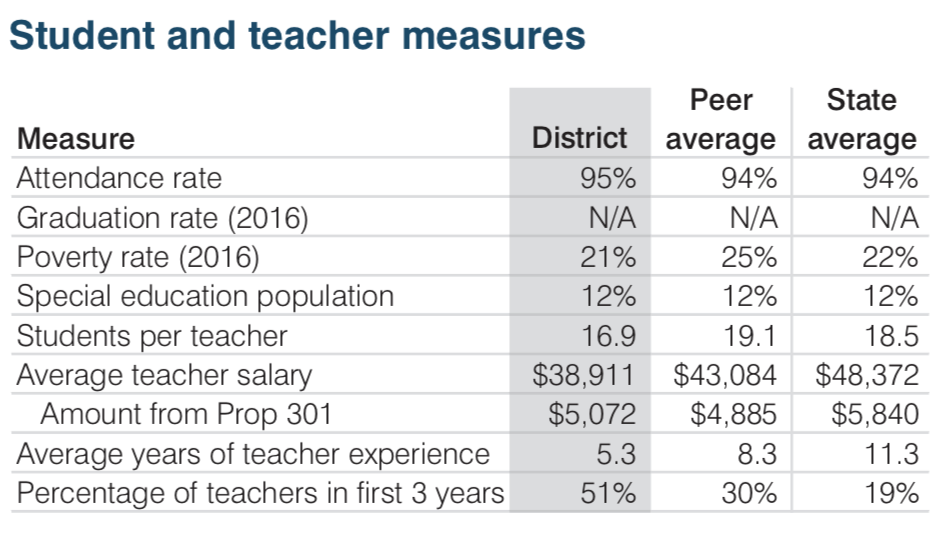 Student and teacher measures
Peer State
Measure District average average
Attendance rate 95% 94% 94%
Graduation rate (2016) N/A N/A N/A
Poverty rate (2016) 21% 25% 22%
Special education population 12% 12% 12%
Students per teacher 16.9 19.1 18.5
Average teacher salary $38,911 $43,084 $48,372
Amount from Prop 301 $5,072 $4,885 $5,840
Average years of teacher experience 5.3 8.3 11.3
Percentage of teachers in first 3 years 51% 30% 19%